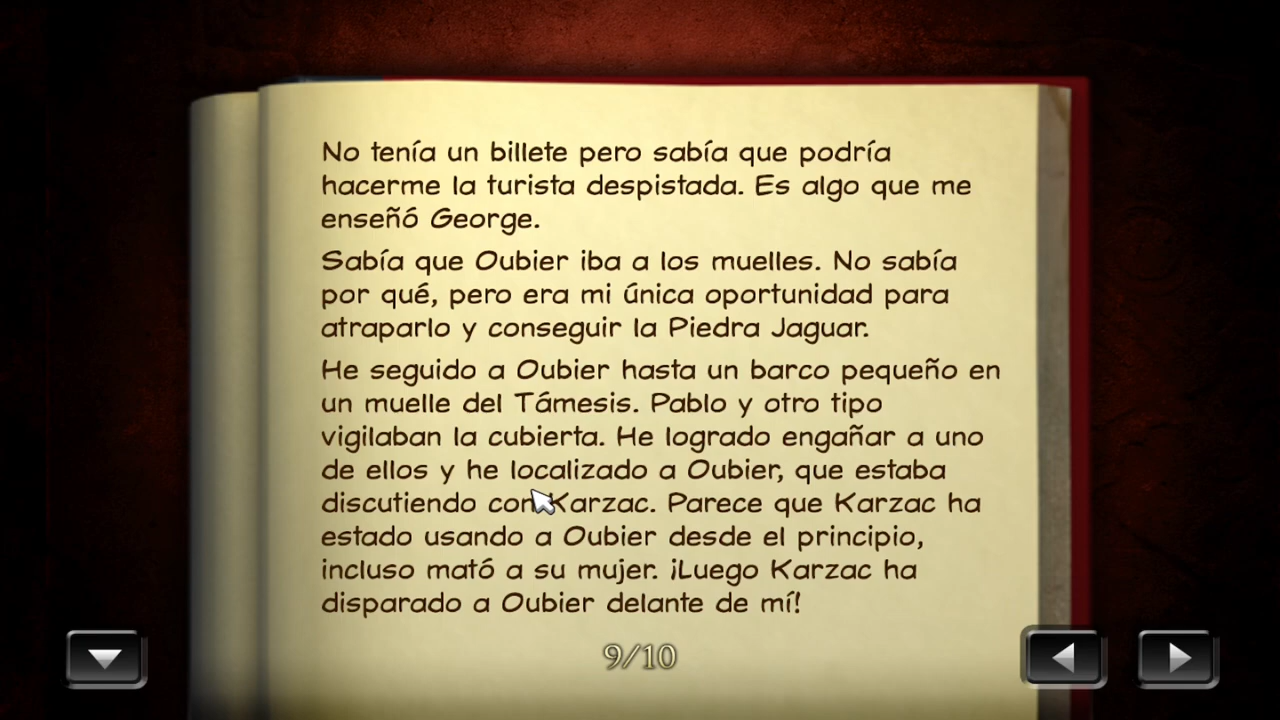 No tenía un billete pero sabía que podría
hacerme la turista despistada. Es algo que me
enseñó George.
Sabía que Oubier iba a los muelles. No sabía
por qué, pero era mi única oportunidad para
atraparlo y conseguir la Piedra Jaguar.
He seguido a Oubier hasta un barco pequeño en
un muelle del Támesis. Pablo y otro tipo
vigilaban la cubierta. He logrado engañar a uno
de ellos y he localizado a Oubier, que estaba
discutiendo con Karzac. Parece que Karzac ha
estado usando a Oubier desde el principio,
incluso mató a su mujer. ¡Luego Karzac ha
disparado a Oubier delante de mí!
9/10